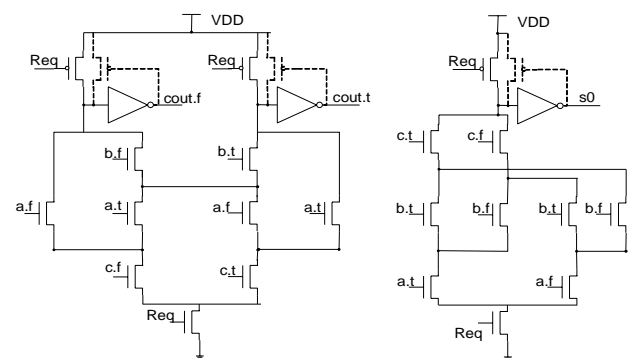 VDD
VDD
Req
Req
Req
cout.f
cout.t
s0
c.t
c.f
b.f
b.t
a.f
a.t
a.f
a.t
b.t
b.f
b.t
b.f
c.f
c.t
a.t
a.f
Req
Req